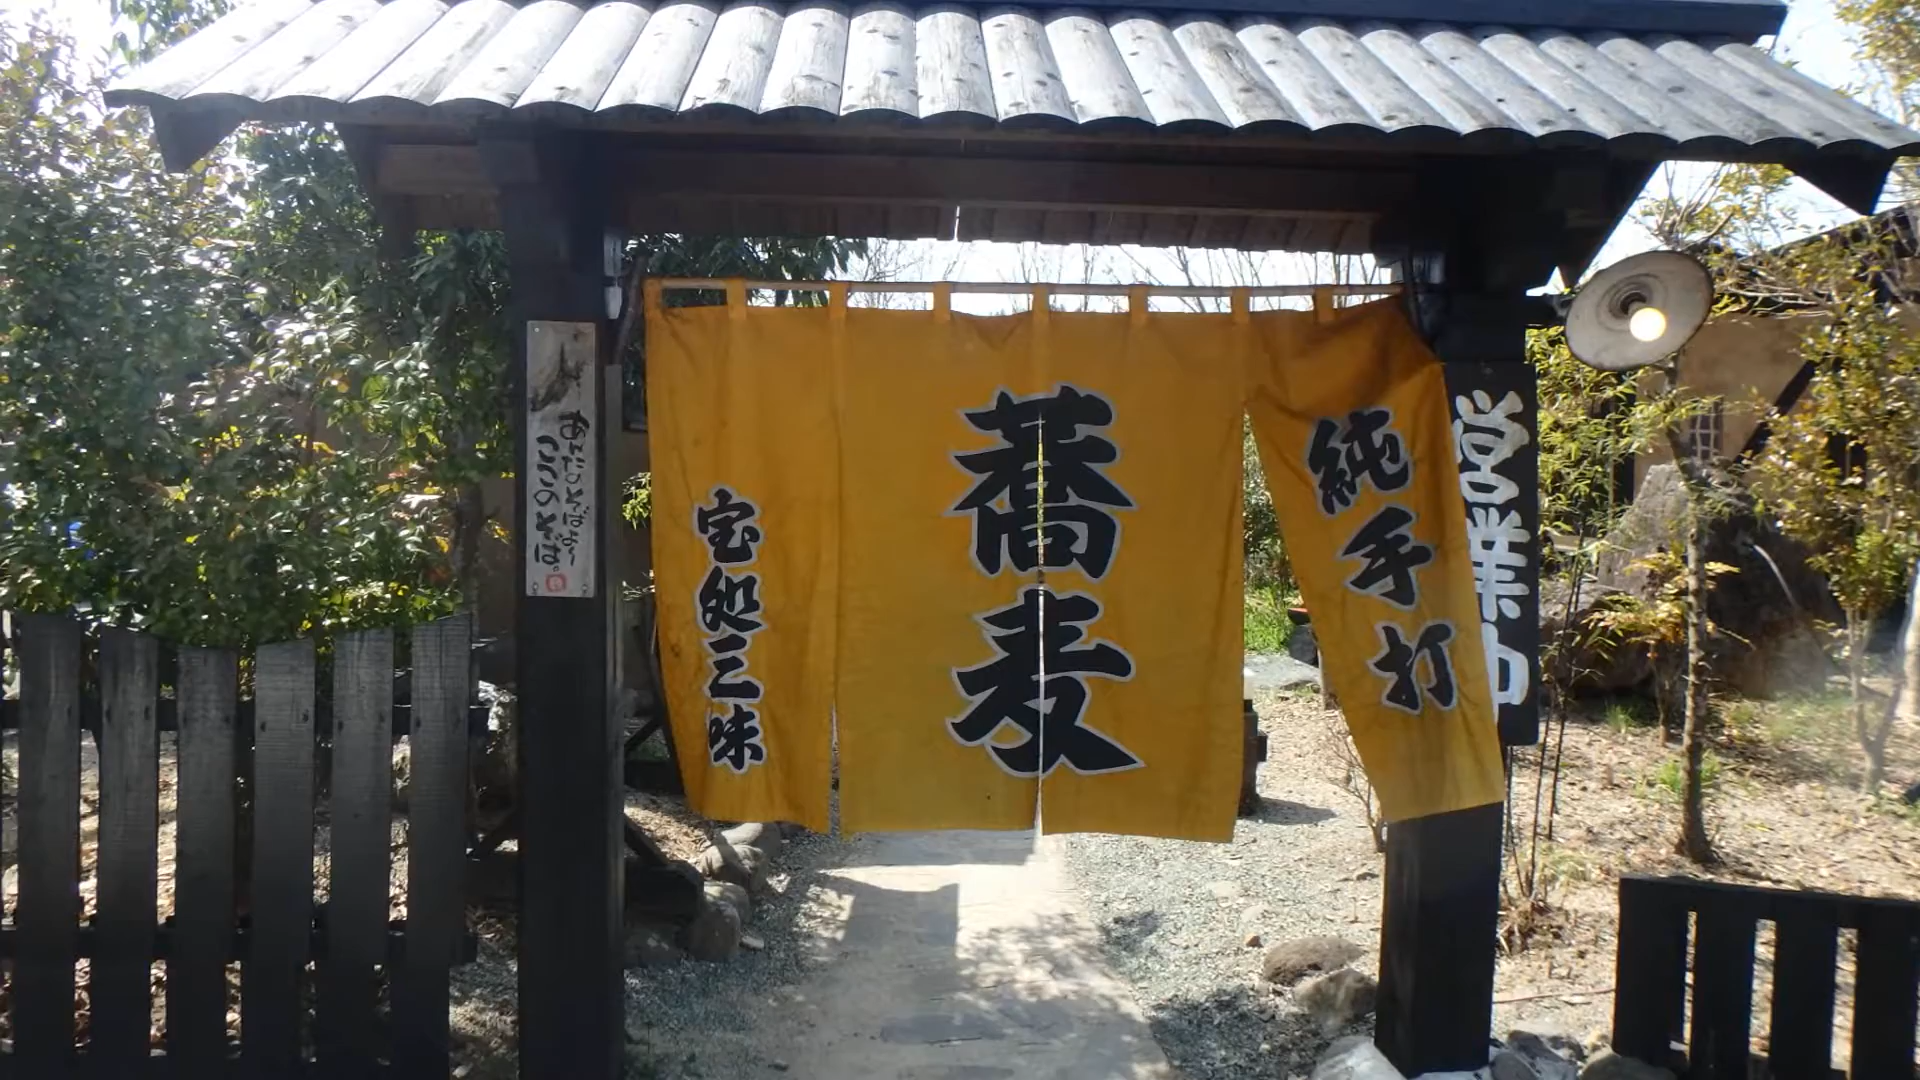 営業中
純手打
蕎麦
宝処三味
あんたのそばよ〜
ここのそば。